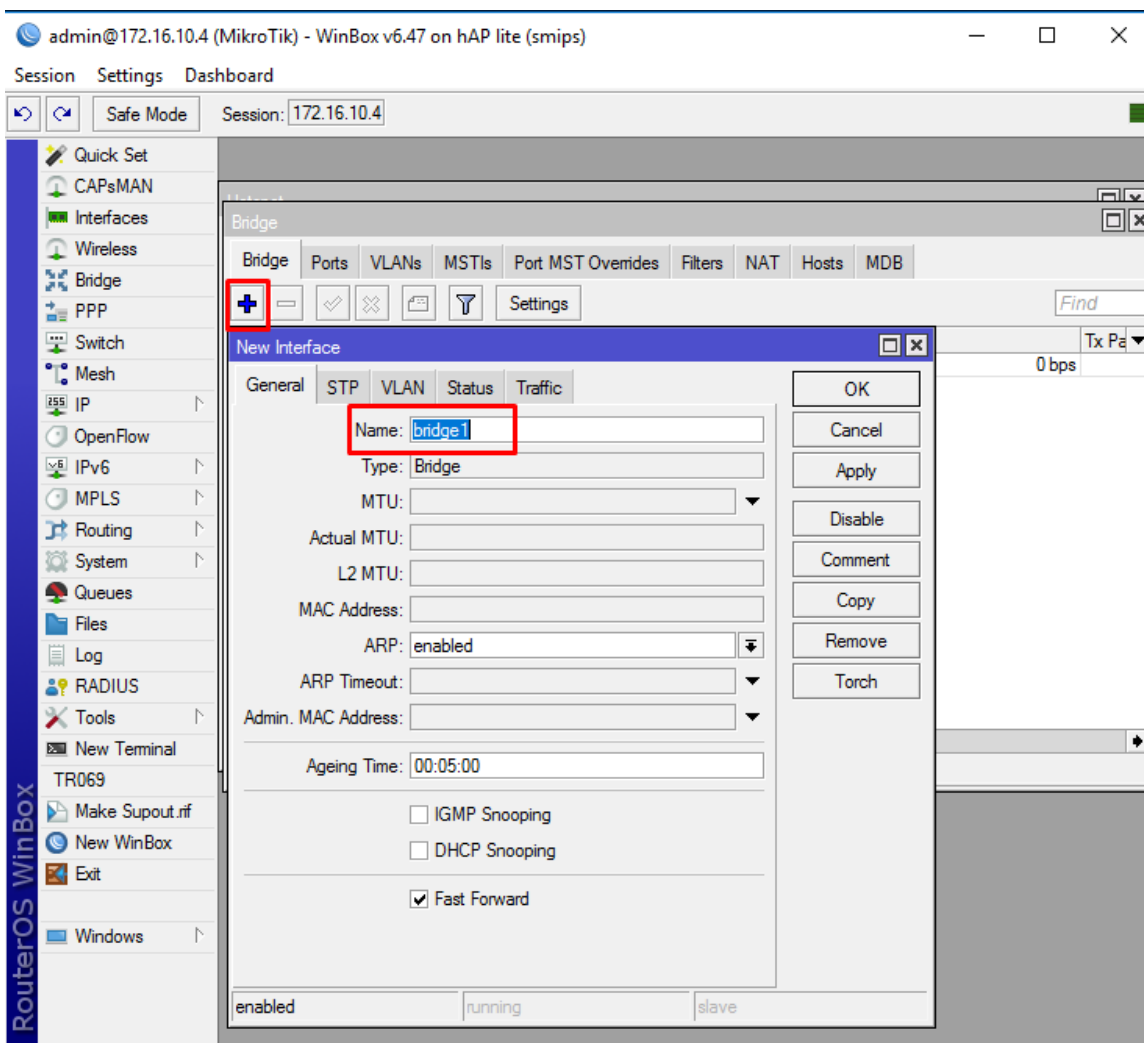 admin@172.16.10.4 (MikroTik) - WinBox v6.47 on hAP lite (smips)
Session Settings Dashboard
Safe Mode Session: 172.16.10.4
Quick Set
CAPsMAN
Interfaces
Wireless
Bridge
PPP
Switch
Mesh
IP
OpenFlow
IPv6
MPLS
Routing
System
Queues
Files
Log
RADIUS
Tools
New Terminal
TR069
Make Supout.rif
New WinBox
Exit
Windows
RouterOS WinBox
Bridge
Bridge Ports VLANs MSTIs Port MST Overrides Filters NAT Hosts MDB
Settings Find
Tx Pa
0 bps
New Interface
General STP VLAN Status Traffic
Name: bridge1
Type: Bridge
MTU:
Actual MTU:
L2 MTU:
MAC Address:
ARP: enabled
ARP Timeout:
Admin. MAC Address:
Ageing Time: 00:05:00
IGMP Snooping
DHCP Snooping
Fast Forward
OK
Cancel
Apply
Disable
Comment
Copy
Remove
Torch
enabled running slave